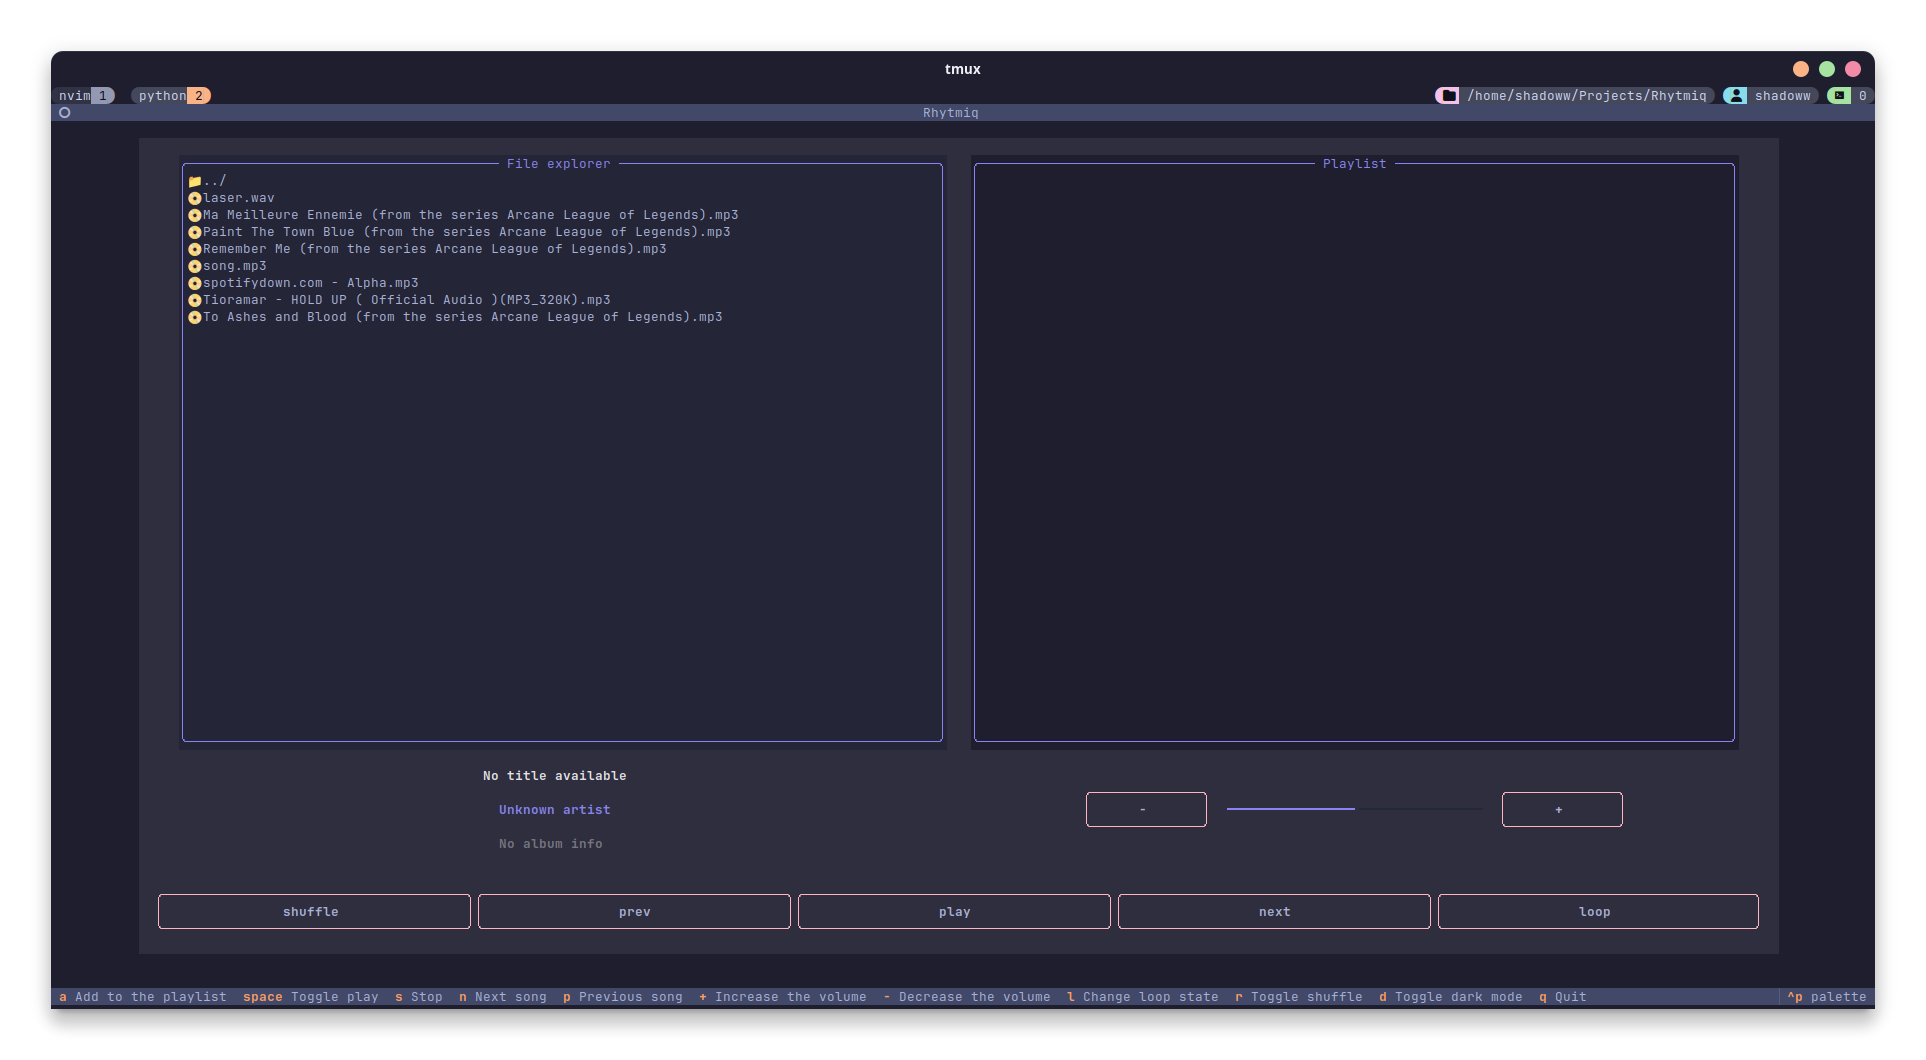 tmux
nvim 1 python 2 /home/shadoww/Projects/Rhytmiq shadoww 0
Rhytmiq
File explorer
../
laser.wav
Ma Meilleure Ennemie (from the series Arcane League of Legends).mp3
Paint The Town Blue (from the series Arcane League of Legends).mp3
Remember Me (from the series Arcane League of Legends).mp3
song.mp3
spotifydown.com - Alpha.mp3
Tioramar - HOLD UP ( Official Audio )(MP3_320K).mp3
To Ashes and Blood (from the series Arcane League of Legends).mp3
Playlist
No title available
Unknown artist
No album info
- +
shuffle prev play next loop
a Add to the playlist space Toggle play s Stop n Next song p Previous song + Increase the volume - Decrease the volume l Change loop state r Toggle shuffle d Toggle dark mode q Quit ^p palette